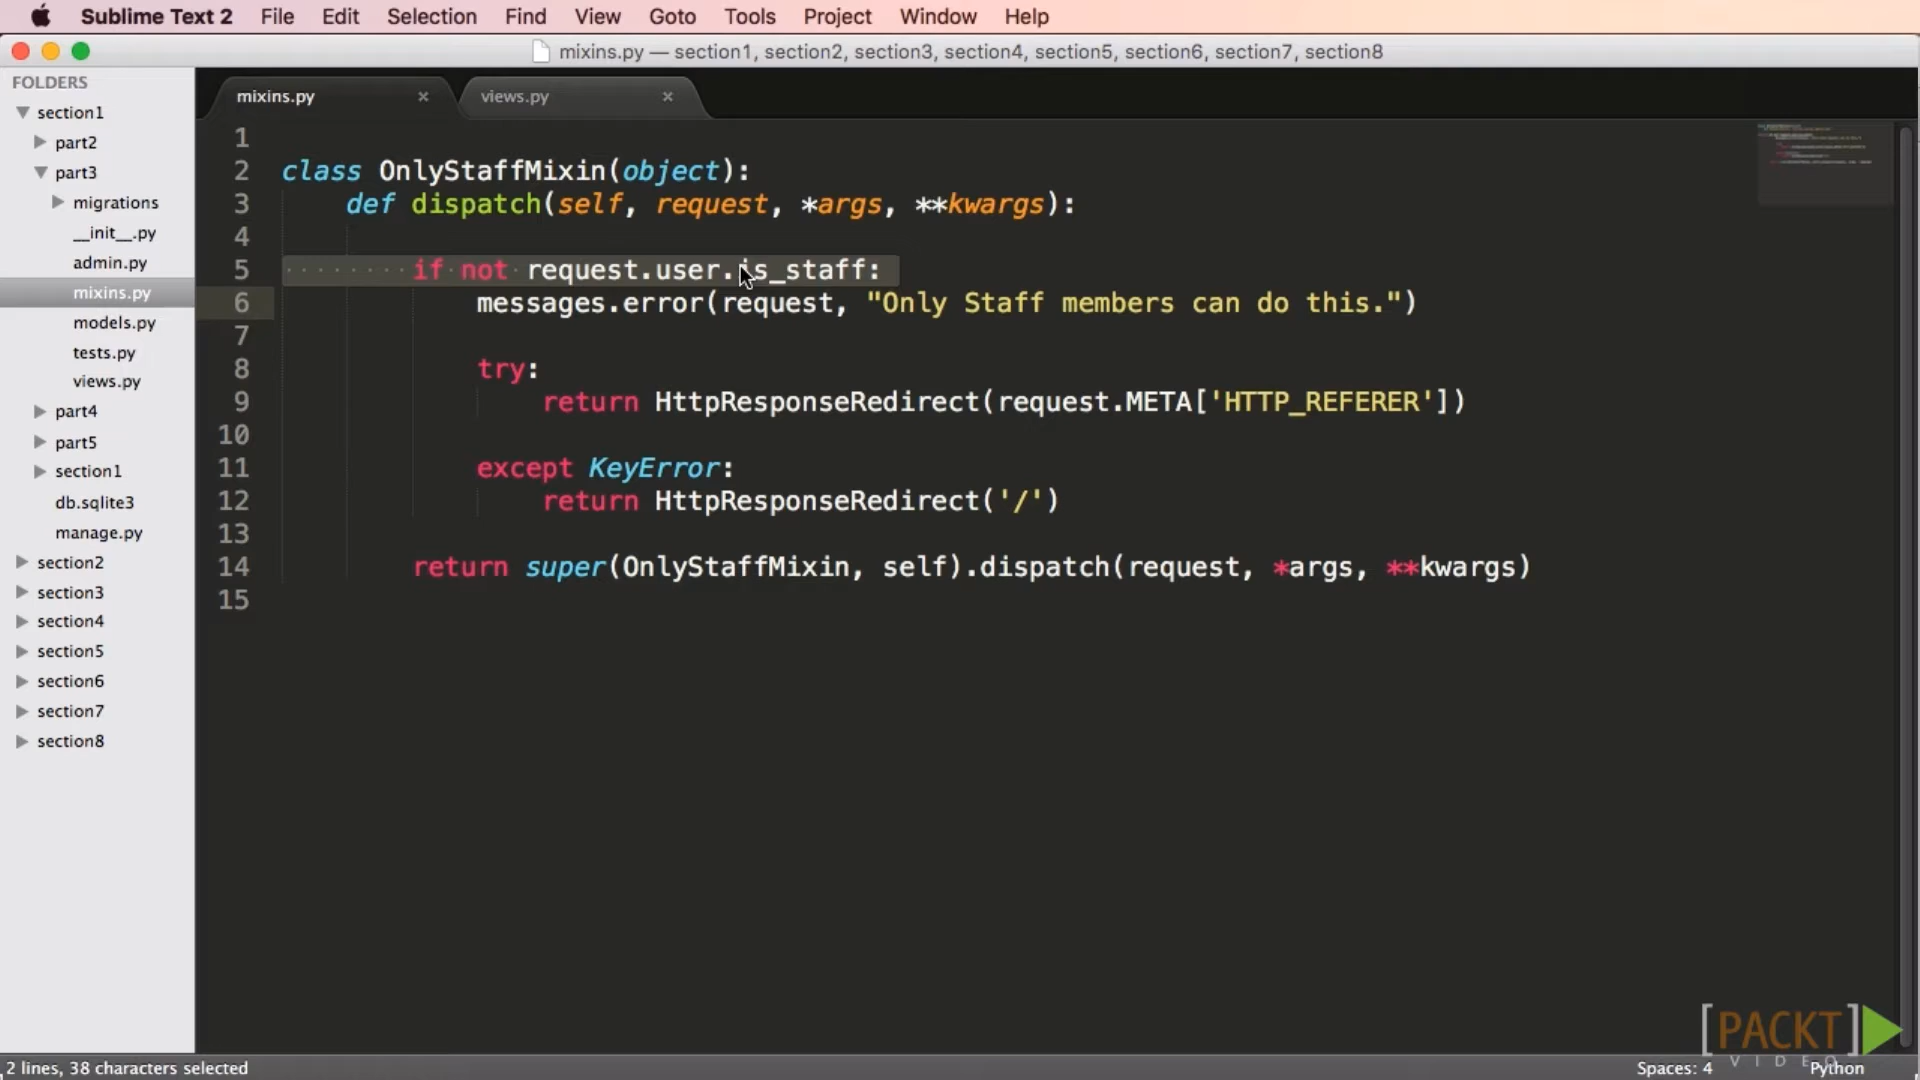 Sublime Text 2 File Edit Selection Find View Goto Tools Project Window Help
mixins.py — section1, section2, section3, section4, section5, section6, section7, section8
FOLDERS
section1
part2
part3
migrations
__init__.py
admin.py
mixins.py
models.py
tests.py
views.py
part4
part5
section1
db.sqlite3
manage.py
section2
section3
section4
section5
section6
section7
section8
mixins.py × views.py ×
1
2 class OnlyStaffMixin(object):
3 def dispatch(self, request, *args, **kwargs):
4
5 if not request.user.is_staff:
6 messages.error(request, "Only Staff members can do this.")
7
8 try:
9 return HttpResponseRedirect(request.META['HTTP_REFERER'])
10
11 except KeyError:
12 return HttpResponseRedirect('/')
13
14 return super(OnlyStaffMixin, self).dispatch(request, *args, **kwargs)
15
[PACKT]
VIDEO
2 lines, 38 characters selected
Spaces: 4 Python